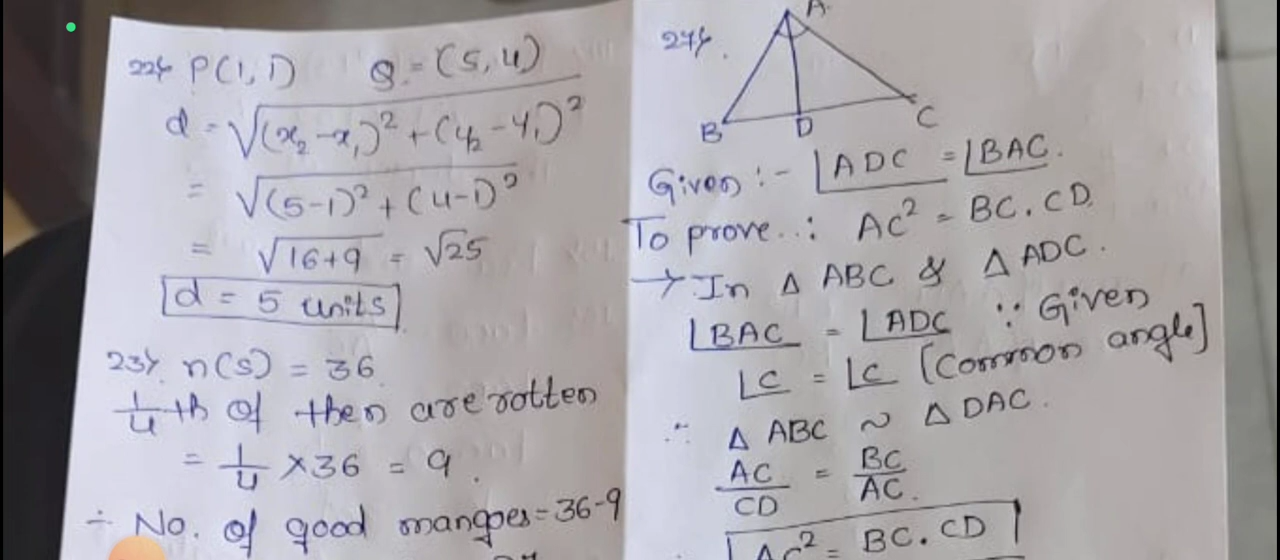 22) P(1,1) Q = (5,4)
d = √(x₂-x₁)² + (y₂-y₁)²
= √(5-1)² + (4-1)²
= √16+9 = √25
d = 5 units
23) n(s) = 36
1/4 th of then are rotten
= 1/4 × 36 = 9.
÷ No. of good mangoes = 36-9
27).
A
B D C
Given :- ∠ADC = ∠BAC.
To prove..: AC² = BC.CD.
→ In Δ ABC & Δ ADC.
∠BAC = ∠ADC ∵ Given
∠C = ∠C [Common angle]
∴ Δ ABC ~ Δ DAC.
AC/CD = BC/AC.
AC² = BC.CD